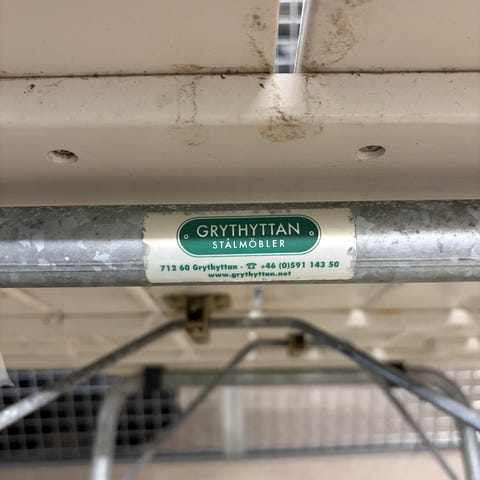 GRYTHYTTAN
STÅLMÖBLER
712 60 Grythyttan · ☎ +46 (0)591 143 50
www.grythyttan.net